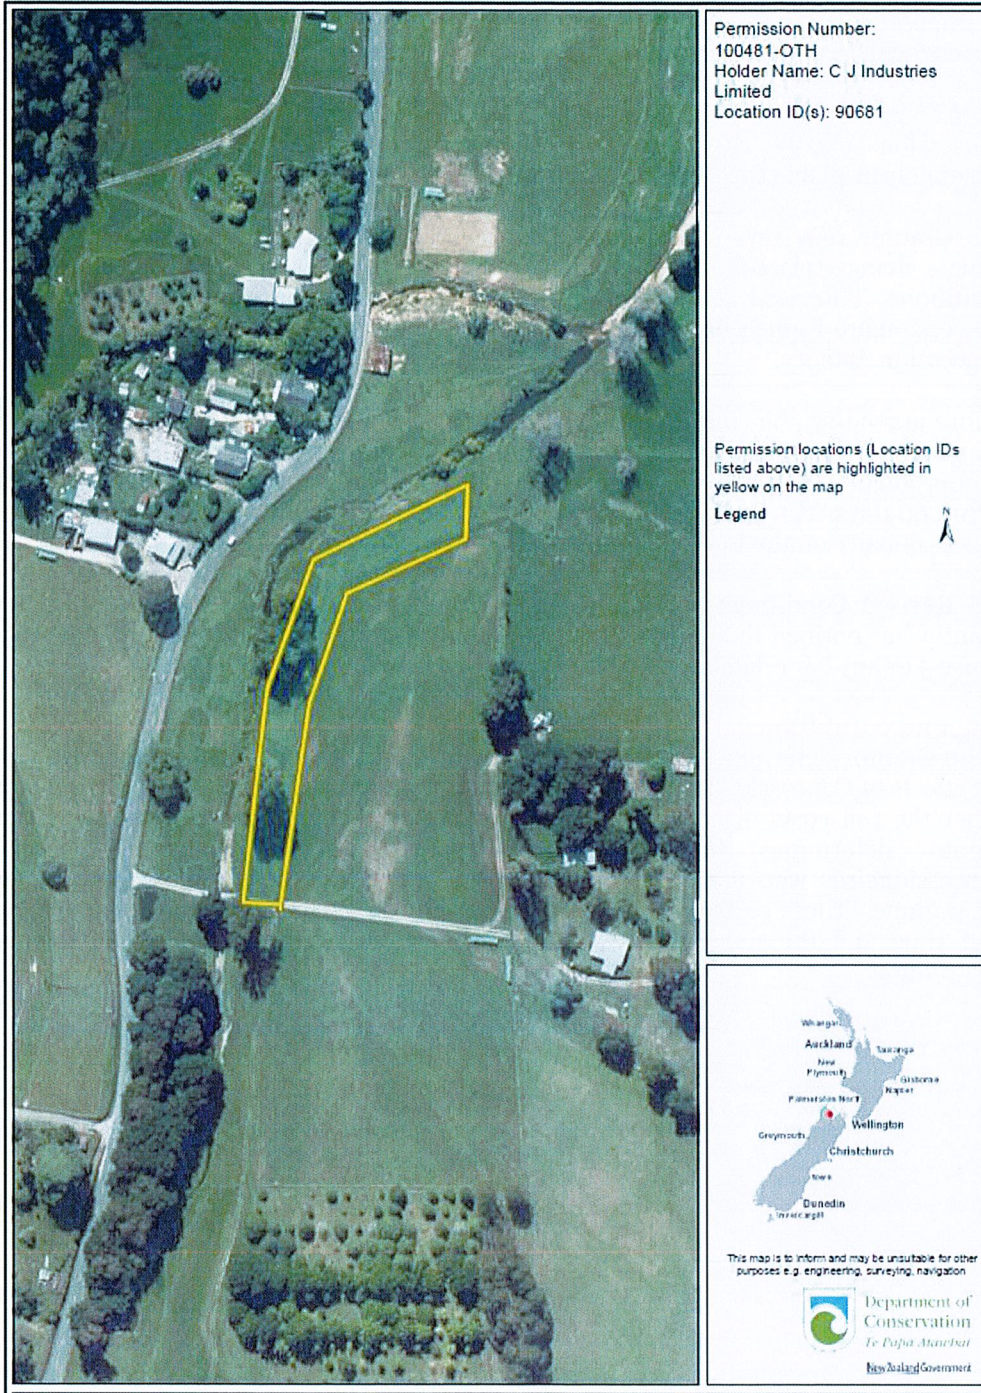 Permission Number:
100481-OTH
Holder Name: C J Industries
Limited
Location ID(s): 90681
Permission locations (Location IDs
listed above) are highlighted in
yellow on the map
Legend
N
Whangar
Auckland
Tauranga
New
Plymouth
Gisborne
Napier
Palmerston Nort
Wellington
Greymouth
Christchurch
Dunedin
Invercargill
This map is to inform and may be unsuitable for other
purposes e.g. engineering, surveying, navigation
Department of
Conservation
Te Papa Atawhai
New Zealand Government